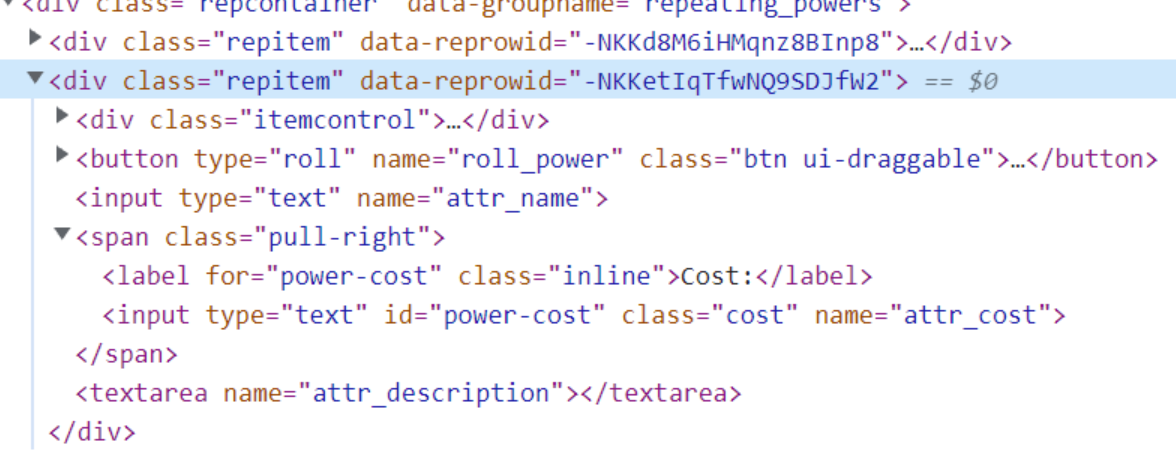 <div class="repcontainer" data-groupname="repeating_powers">
<div class="repitem" data-reprowid="-NKKd8M6iHMqnz8BInp8">…</div>
<div class="repitem" data-reprowid="-NKKetIqTfwNQ9SDJfW2"> == $0
<div class="itemcontrol">…</div>
<button type="roll" name="roll_power" class="btn ui-draggable">…</button>
<input type="text" name="attr_name">
<span class="pull-right">
<label for="power-cost" class="inline">Cost:</label>
<input type="text" id="power-cost" class="cost" name="attr_cost">
</span>
<textarea name="attr_description"></textarea>
</div>